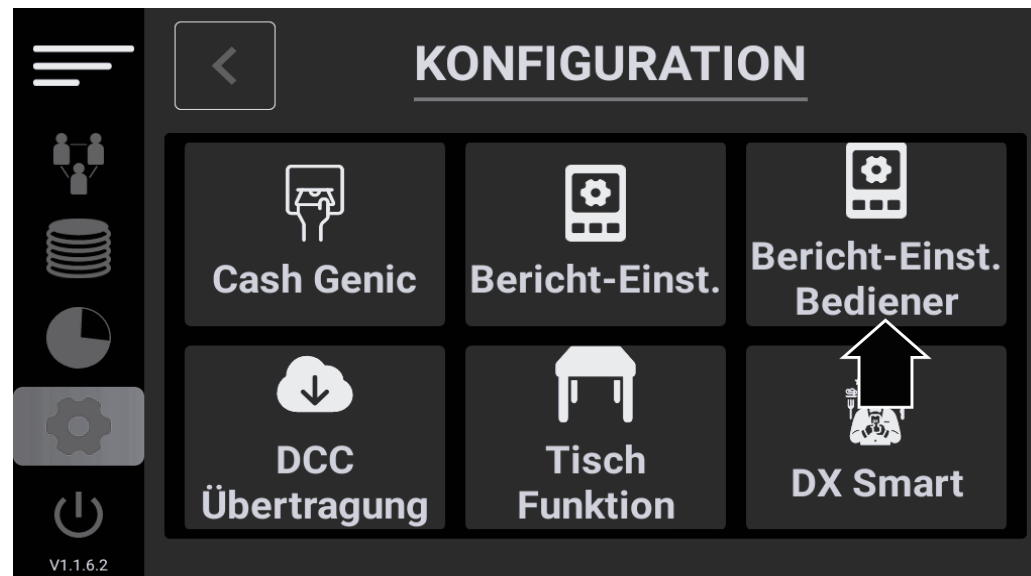 KONFIGURATION
Cash Genic
Bericht-Einst.
Bericht-Einst.
Bediener
DCC
Übertragung
Tisch
Funktion
DX Smart
V1.1.6.2